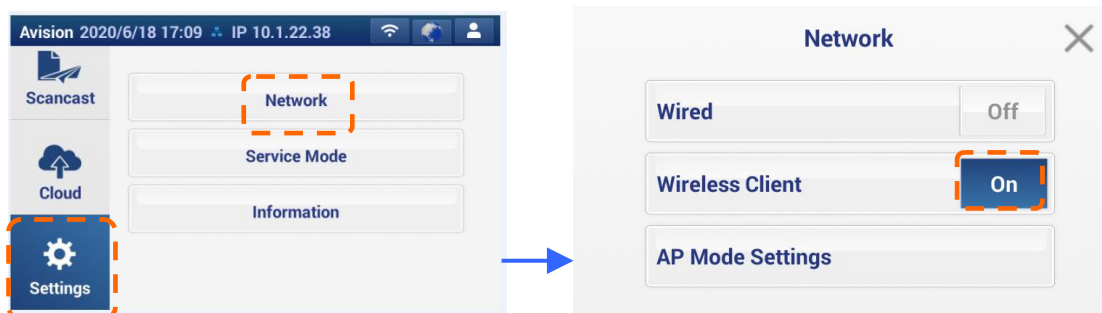 Avision 2020/6/18 17:09 IP 10.1.22.38
Scancast
Cloud
Settings
Network
Service Mode
Information
Network
Wired Off
Wireless Client On
AP Mode Settings